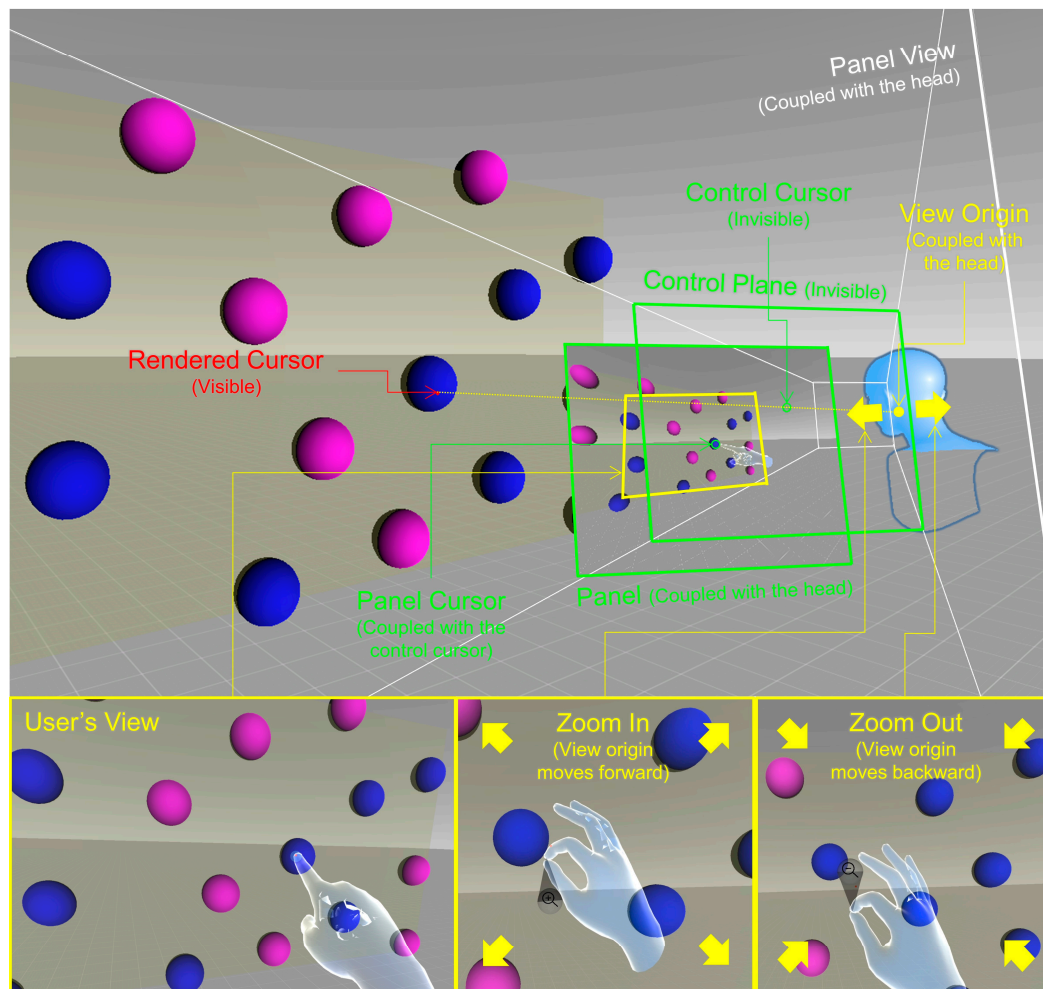 Panel View
(Coupled with the head)
Control Cursor
(Invisible)
View Origin
(Coupled with
the head)
Control Plane (Invisible)
Rendered Cursor
(Visible)
Panel Cursor
(Coupled with the
control cursor)
Panel (Coupled with the head)
User's View
Zoom In
(View origin
moves forward)
Zoom Out
(View origin
moves backward)